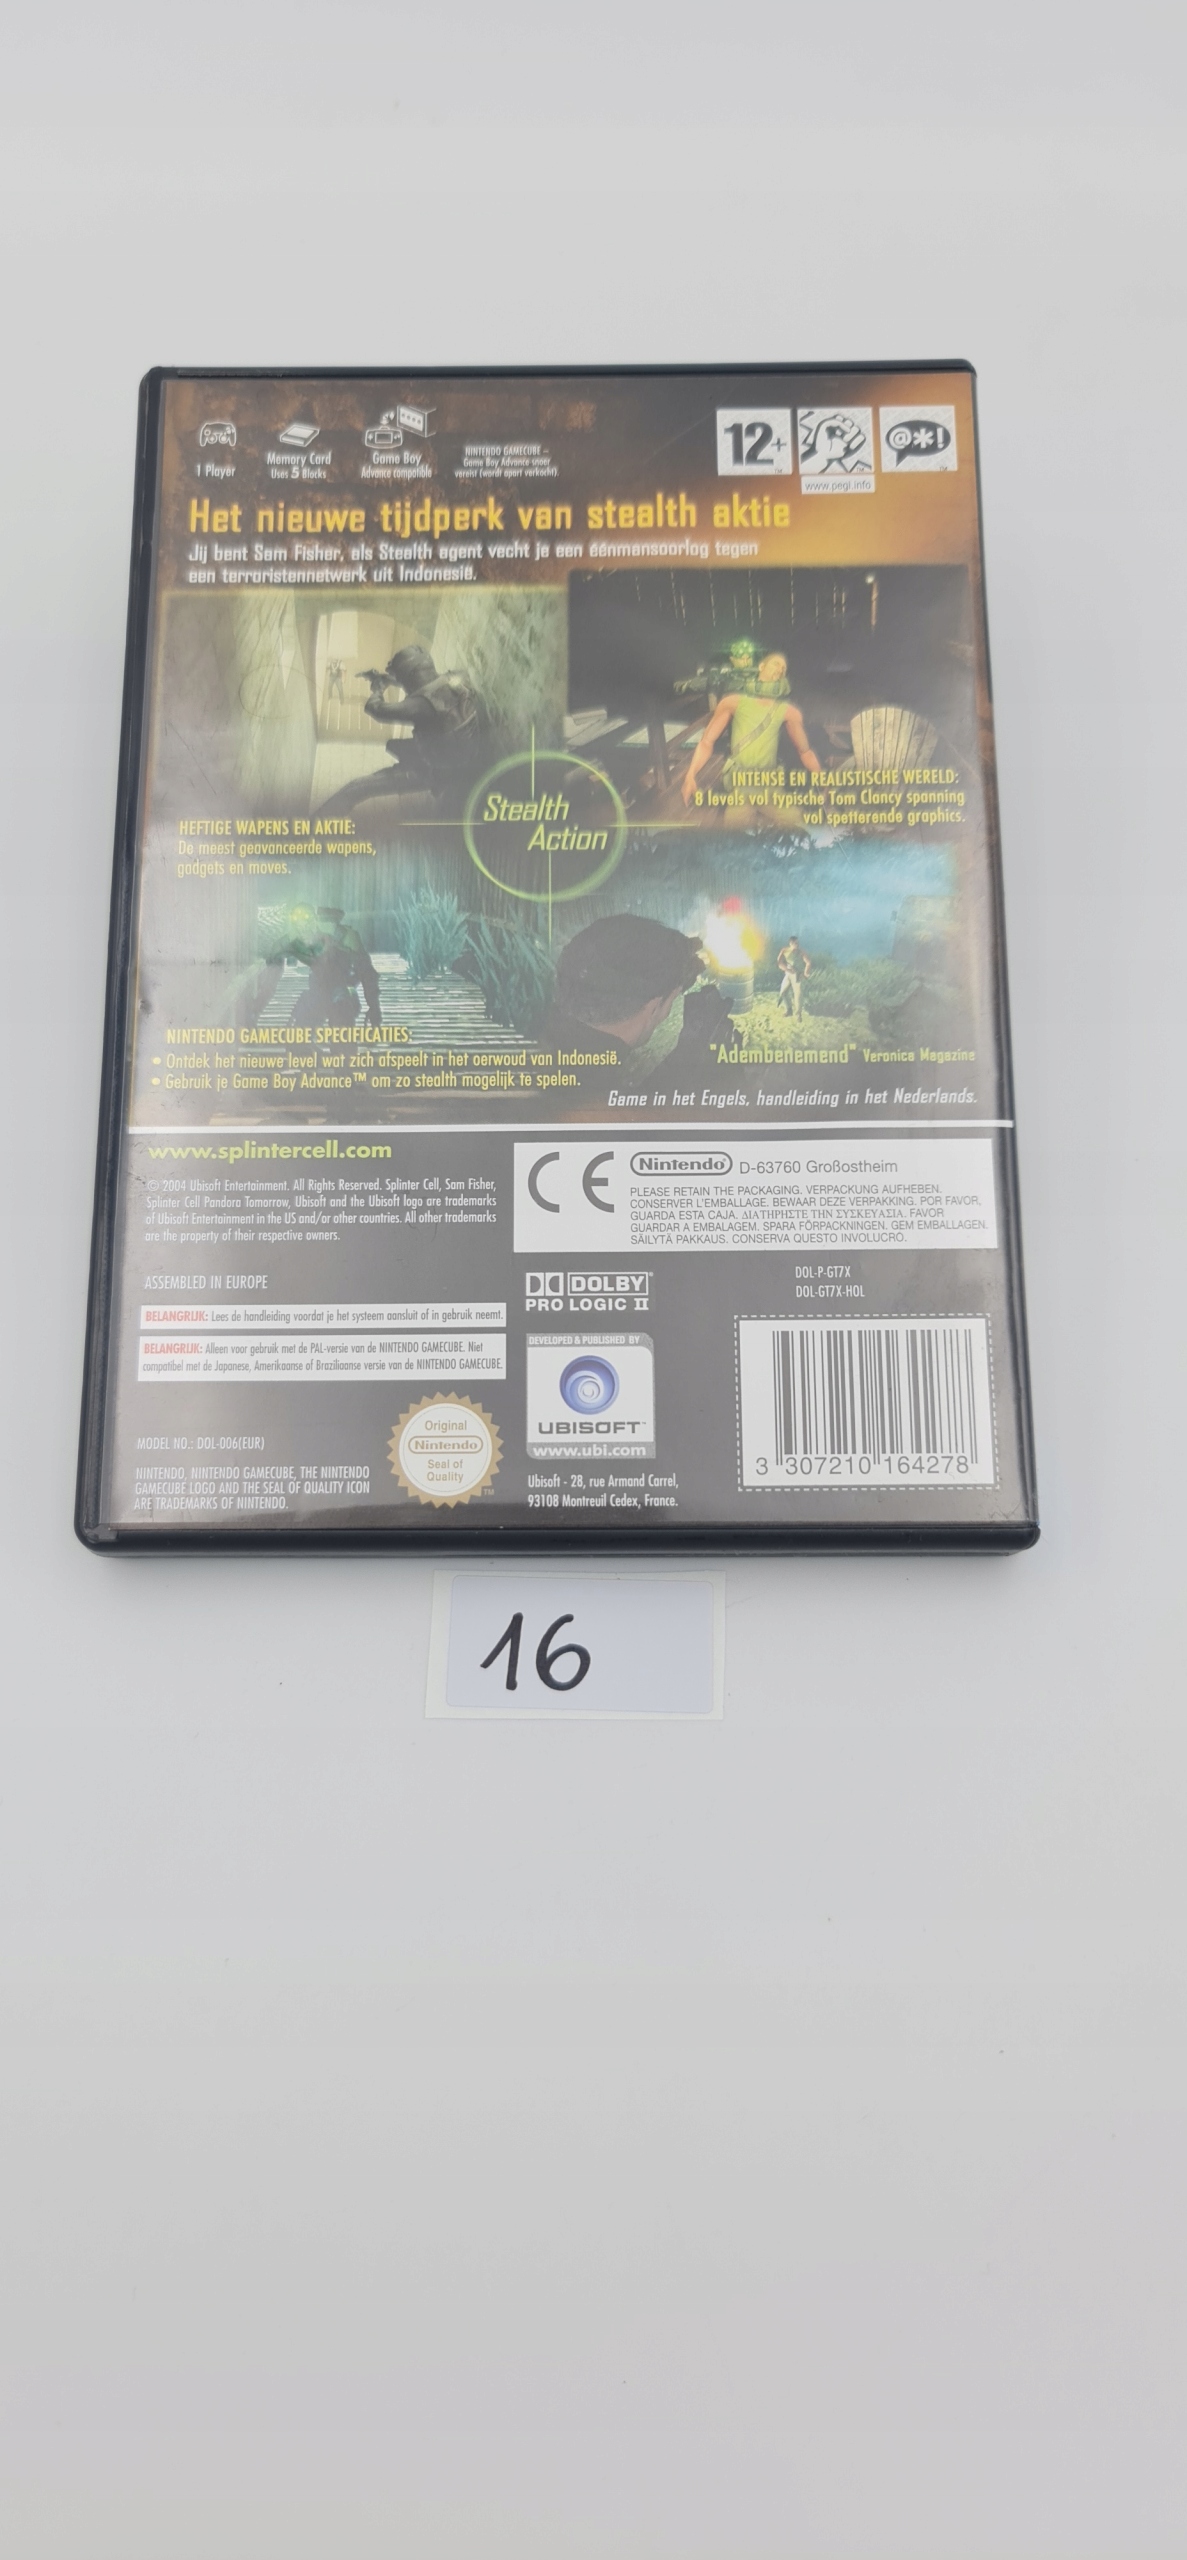 1 Player
Memory Card
Uses 5 Blocks
Game Boy
Advance compatible
NINTENDO GAMECUBE –
Game Boy Advance snoer
vereist (wordt apart verkocht).
12+
@*!
www.pegi.info
Het nieuwe tijdperk van stealth aktie
Jij bent Sam Fisher, als Stealth agent vecht je een éénmansoorlog tegen
een terroristennetwerk uit Indonesië.
Stealth
Action
INTENSE EN REALISTISCHE WERELD:
8 levels vol typische Tom Clancy spanning
vol spetterende graphics.
HEFTIGE WAPENS EN AKTIE:
De meest geavanceerde wapens,
gadgets en moves.
NINTENDO GAMECUBE SPECIFICATIES:
• Ontdek het nieuwe level wat zich afspeelt in het oerwoud van Indonesië.
• Gebruik je Game Boy Advance™ om zo stealth mogelijk te spelen.
"Adembenemend" Veronica Magazine
Game in het Engels, handleiding in het Nederlands.
www.splintercell.com
© 2004 Ubisoft Entertainment. All Rights Reserved. Splinter Cell, Sam Fisher,
Splinter Cell Pandora Tomorrow, Ubisoft and the Ubisoft logo are trademarks
of Ubisoft Entertainment in the US and/or other countries. All other trademarks
are the property of their respective owners.
CE
Nintendo® D-63760 Großostheim
PLEASE RETAIN THE PACKAGING. VERPACKUNG AUFHEBEN.
CONSERVER L'EMBALLAGE. BEWAAR DEZE VERPAKKING. POR FAVOR,
GUARDA ESTA CAJA. ΔΙΑΤΗΡΗΣΤΕ ΤΗΝ ΣΥΣΚΕΥΑΣΙΑ. FAVOR
GUARDAR A EMBALAGEM. SPARA FÖRPACKNINGEN. GEM EMBALLAGEN.
SÄILYTÄ PAKKAUS. CONSERVA QUESTO INVOLUCRO.
ASSEMBLED IN EUROPE
DOLBY®
PRO LOGIC II
DOL-P-GT7X
DOL-GT7X-HOL
BELANGRIJK: Lees de handleiding voordat je het systeem aansluit of in gebruik neemt.
BELANGRIJK: Alleen voor gebruik met de PAL-versie van de NINTENDO GAMECUBE. Niet
compatibel met de Japanse, Amerikaanse of Braziliaanse versie van de NINTENDO GAMECUBE.
DEVELOPED & PUBLISHED BY
UBISOFT™
www.ubi.com
Original
Nintendo
Seal of
Quality
™
MODEL NO.: DOL-006(EUR)
NINTENDO, NINTENDO GAMECUBE, THE NINTENDO
GAMECUBE LOGO AND THE SEAL OF QUALITY ICON
ARE TRADEMARKS OF NINTENDO.
Ubisoft - 28, rue Armand Carrel,
93108 Montreuil Cedex, France.
3 307210 164278
16